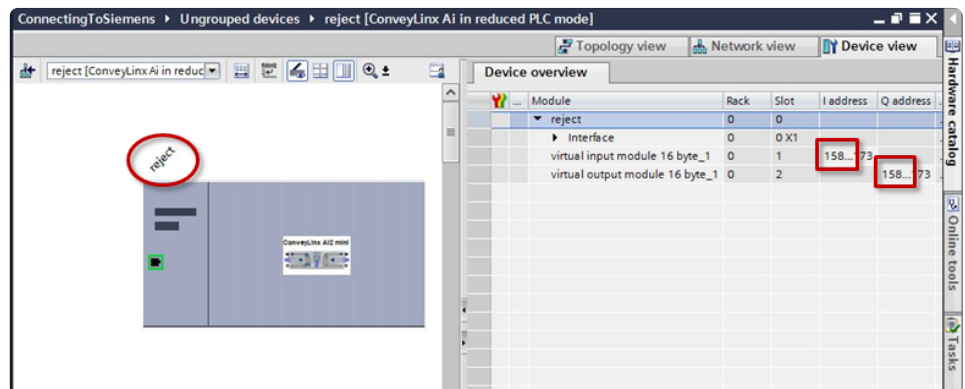 ConnectingToSiemens ▸ Ungrouped devices ▸ reject [ConveyLinx Ai in reduced PLC mode]
Topology view Network view Device view
reject [ConveyLinx Ai in reduc
Device overview
... Module Rack Slot I address Q address
reject 0 0
Interface 0 0 X1
virtual input module 16 byte_1 0 1 158...173
virtual output module 16 byte_1 0 2 158...173
reject
ConveyLinx Ai2 mini
Hardware catalog
Online tools
Tasks